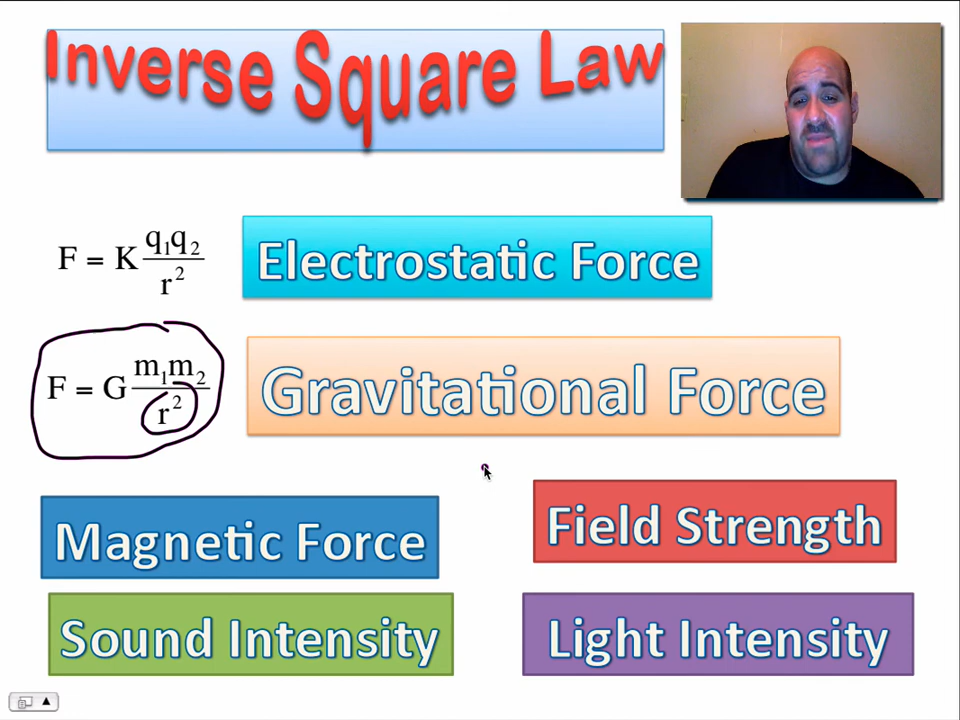 Inverse Square Law
F = K q₁q₂ / r²
Electrostatic Force
F = G m₁m₂ / r²
Gravitational Force
Magnetic Force
Field Strength
Sound Intensity
Light Intensity